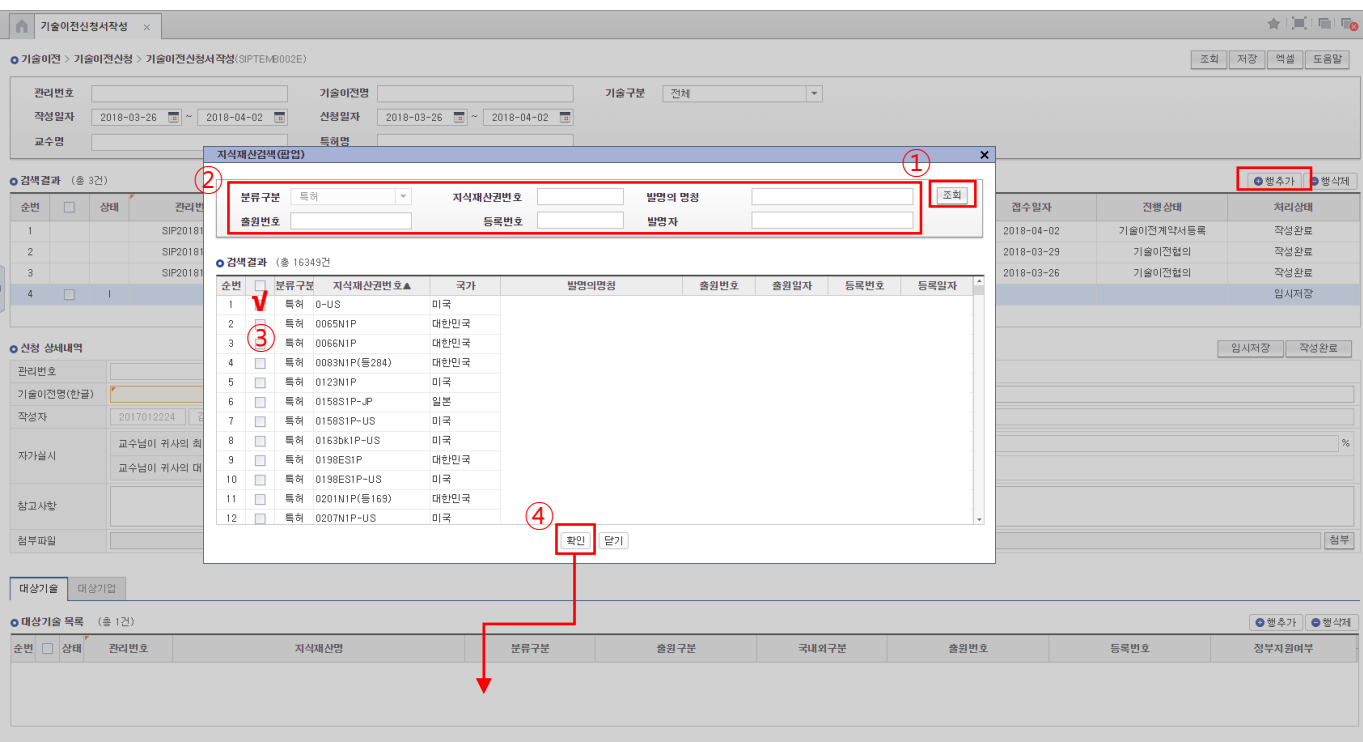 기술이전신청서작성 ×
기술이전 > 기술이전신청 > 기술이전신청서작성(SIPTEMB002E) 조회 저장 엑셀 도움말
관리번호 기술이전명 기술구분 전체
작성일자 2018-03-26 ~ 2018-04-02 신청일자 2018-03-26 ~ 2018-04-02
교수명 특허명
검색결과 (총 3건) 행추가 행삭제
순번 상태 관리번 접수일자 진행상태 처리상태
1 SIP20181 2018-04-02 기술이전계약서등록 작성완료
2 SIP20181 2018-03-29 기술이전협의 작성완료
3 SIP20181 2018-03-26 기술이전협의 작성완료
4 I 임시저장
지식재산검색(팝업) ×
①
②
분류구분 특허 지식재산권번호 발명의 명칭 조회
출원번호 등록번호 발명자
검색결과 (총 16349건
순번 분류구분 지식재산권번호▲ 국가 발명의명칭 출원번호 출원일자 등록번호 등록일자
1 √ 특허 0-US 미국
2 특허 0065N1P 대한민국
③
3 특허 0066N1P 대한민국
4 특허 0083N1P(등284) 대한민국
5 특허 0123N1P 미국
6 특허 0158S1P-JP 일본
7 특허 0158S1P-US 미국
8 특허 0163bk1P-US 미국
9 특허 0198ES1P 대한민국
10 특허 0198ES1P-US 미국
11 특허 0201N1P(등169) 대한민국
12 특허 0207N1P-US 미국
④
확인 닫기
신청 상세내역 임시저장 작성완료
관리번호
기술이전명(한글)
작성자 2017012224
자가실시 교수님이 귀사의 최 %
교수님이 귀사의 대
참고사항
첨부파일 첨부
대상기술 대상기업
대상기술 목록 (총 1건) 행추가 행삭제
순번 상태 관리번호 지식재산명 분류구분 출원구분 국내외구분 출원번호 등록번호 정부지원여부